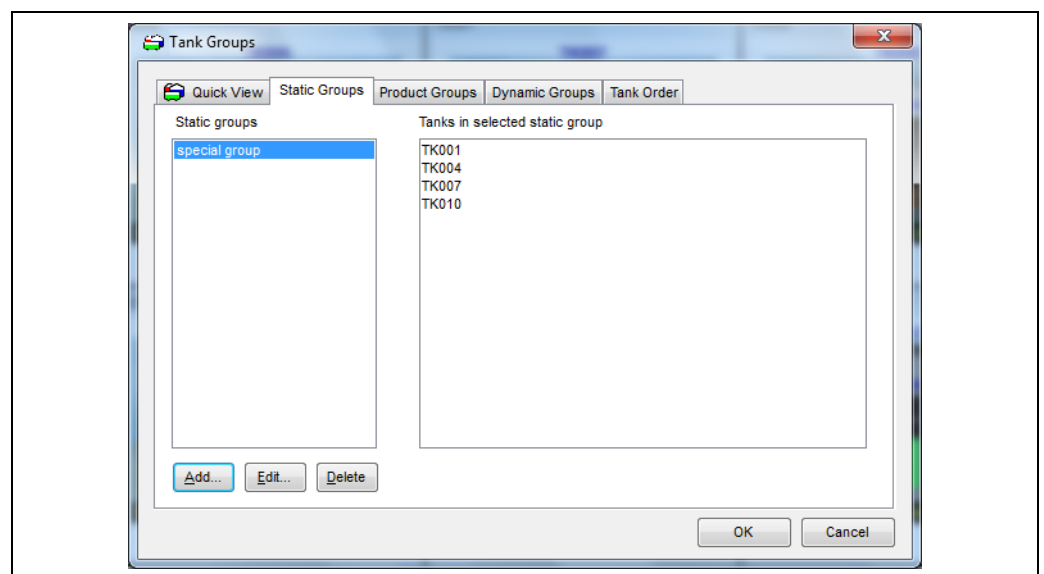 Tank Groups
Quick View Static Groups Product Groups Dynamic Groups Tank Order
Static groups Tanks in selected static group
special group TK001
TK004
TK007
TK010
Add... Edit... Delete
OK Cancel